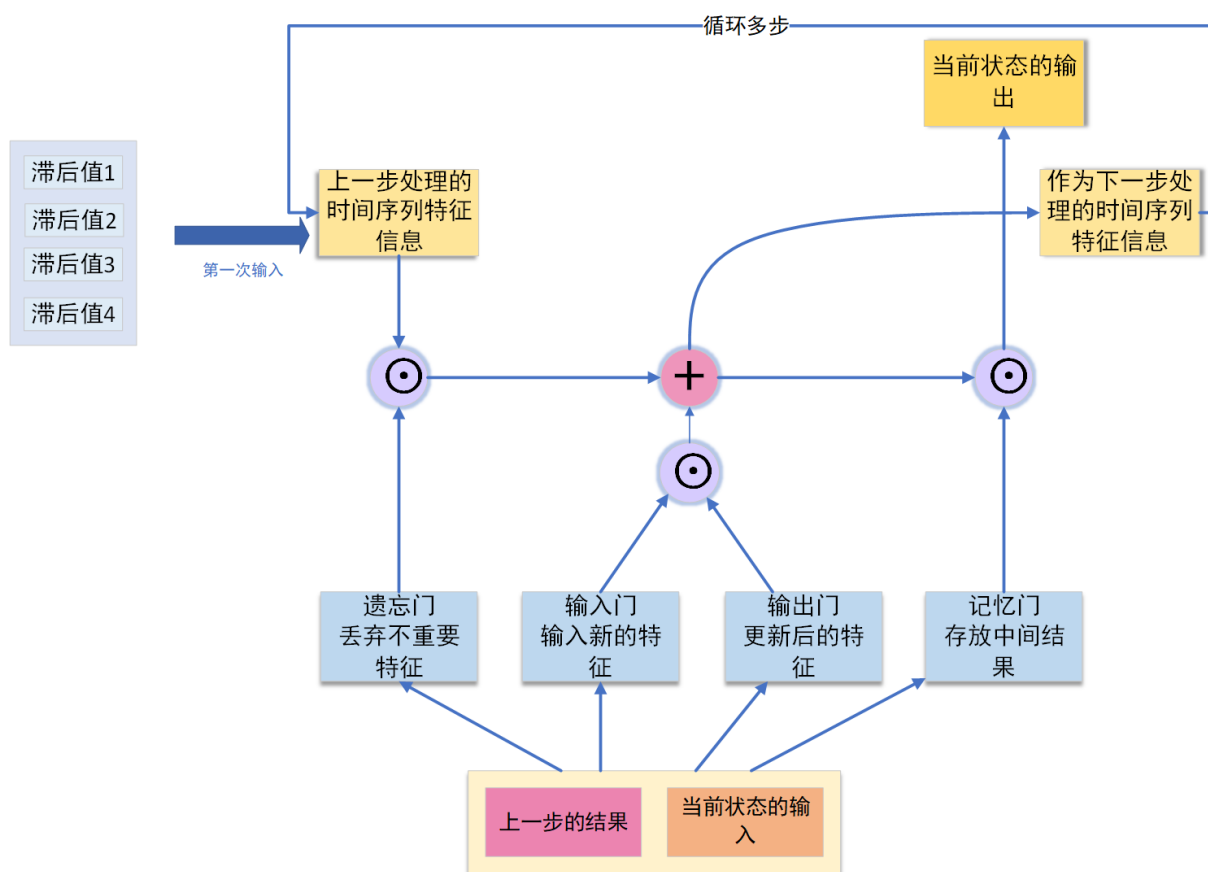 循环多步
当前状态的输
出
滞后值1
滞后值2
滞后值3
滞后值4
第一次输入
上一步处理的
时间序列特征
信息
作为下一步处
理的时间序列
特征信息
+
遗忘门
丢弃不重要
特征
输入门
输入新的特
征
输出门
更新后的特
征
记忆门
存放中间结
果
上一步的结果
当前状态的输
入